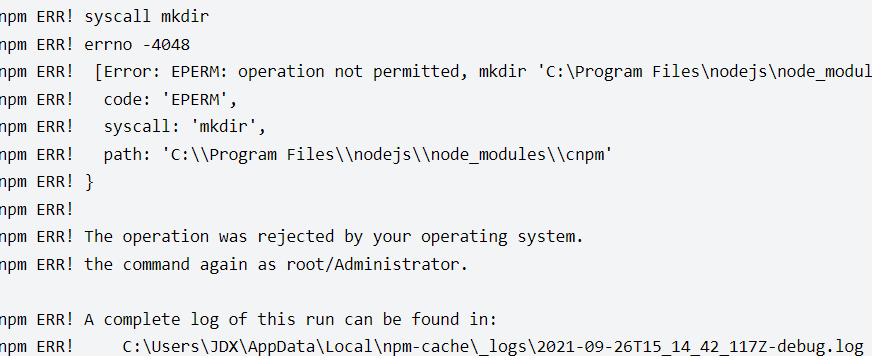 npm ERR! syscall mkdir
npm ERR! errno -4048
npm ERR!  [Error: EPERM: operation not permitted, mkdir 'C:\Program Files\nodejs\node_modul
npm ERR!   code: 'EPERM',
npm ERR!   syscall: 'mkdir',
npm ERR!   path: 'C:\\Program Files\\nodejs\\node_modules\\cnpm'
npm ERR! }
npm ERR!
npm ERR! The operation was rejected by your operating system.
npm ERR! the command again as root/Administrator.
npm ERR! A complete log of this run can be found in:
npm ERR!     C:\Users\JDX\AppData\Local\npm-cache\_logs\2021-09-26T15_14_42_117Z-debug.log